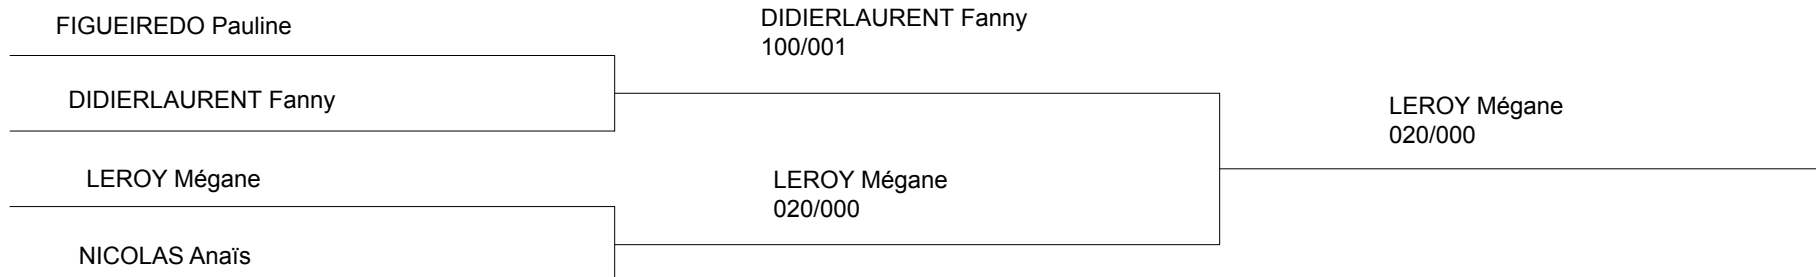 FIGUEIREDO Pauline
DIDIERLAURENT Fanny
LEROY Mégane
NICOLAS Anaïs
DIDIERLAURENT Fanny
100/001
LEROY Mégane
020/000
LEROY Mégane
020/000